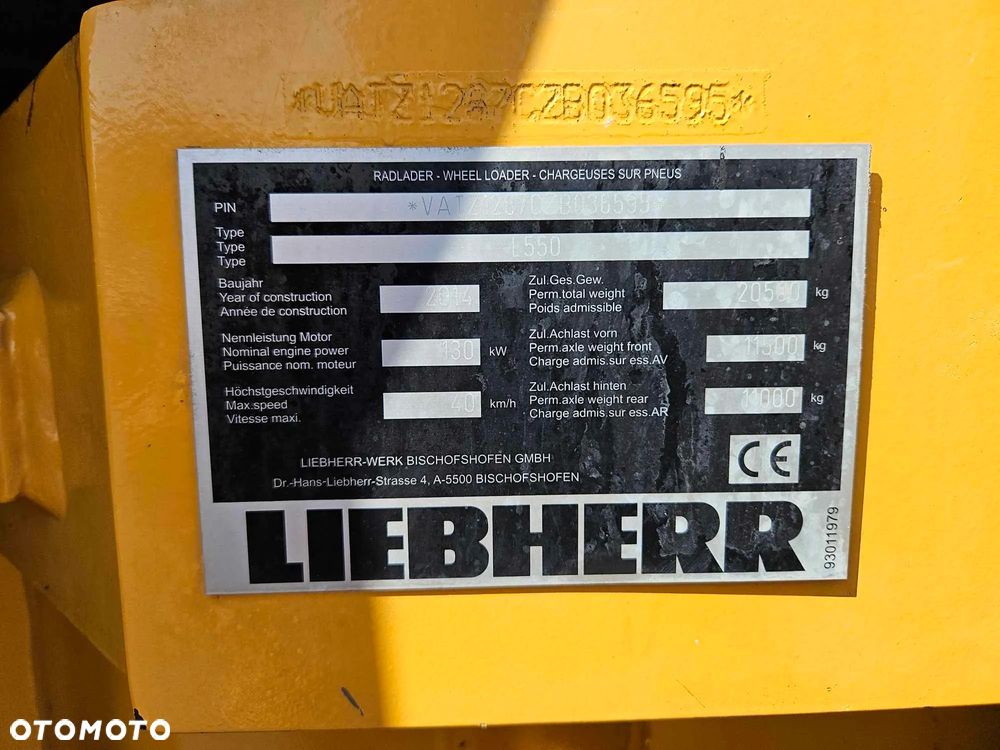 *VATZ1287CZB036595*
RADLADER - WHEEL LOADER - CHARGEUSES SUR PNEUS
PIN *VATZ1287CZB036595*
Type
Type L550
Type
Baujahr
Year of construction 2014
Année de construction
Nennleistung Motor
Nominal engine power 130 kW
Puissance nom. moteur
Höchstgeschwindigkeit
Max.speed 40 km/h
Vitesse maxi.
Zul.Ges.Gew.
Perm.total weight 20500 kg
Poids admissible
Zul.Achlast vorn
Perm.axle weight front 11500 kg
Charge admis.sur ess.AV
Zul.Achlast hinten
Perm.axle weight rear 11000 kg
Charge admis.sur ess.AR
CE
LIEBHERR-WERK BISCHOFSHOFEN GMBH
Dr.-Hans-Liebherr-Strasse 4, A-5500 BISCHOFSHOFEN
LIEBHERR
93011979
OTOMOTO